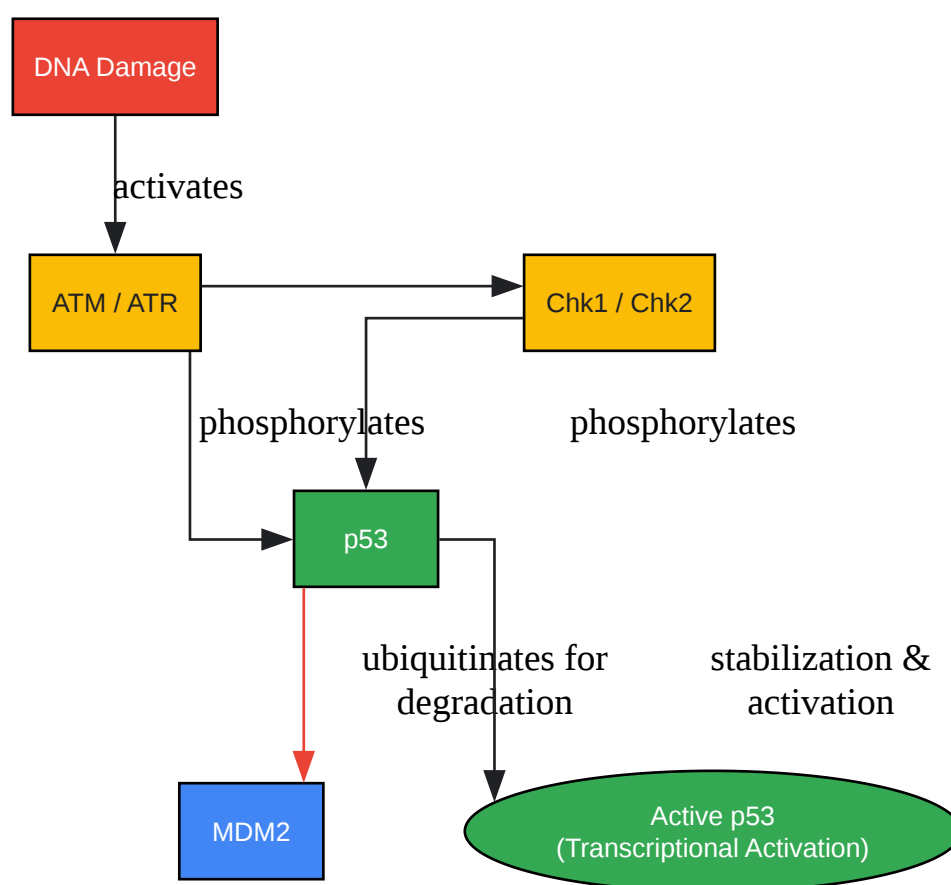 DNA Damage
activates
ATM / ATR
Chk1 / Chk2
phosphorylates
phosphorylates
p53
ubiquitinates for
degradation
stabilization &
activation
MDM2
Active p53
(Transcriptional Activation)